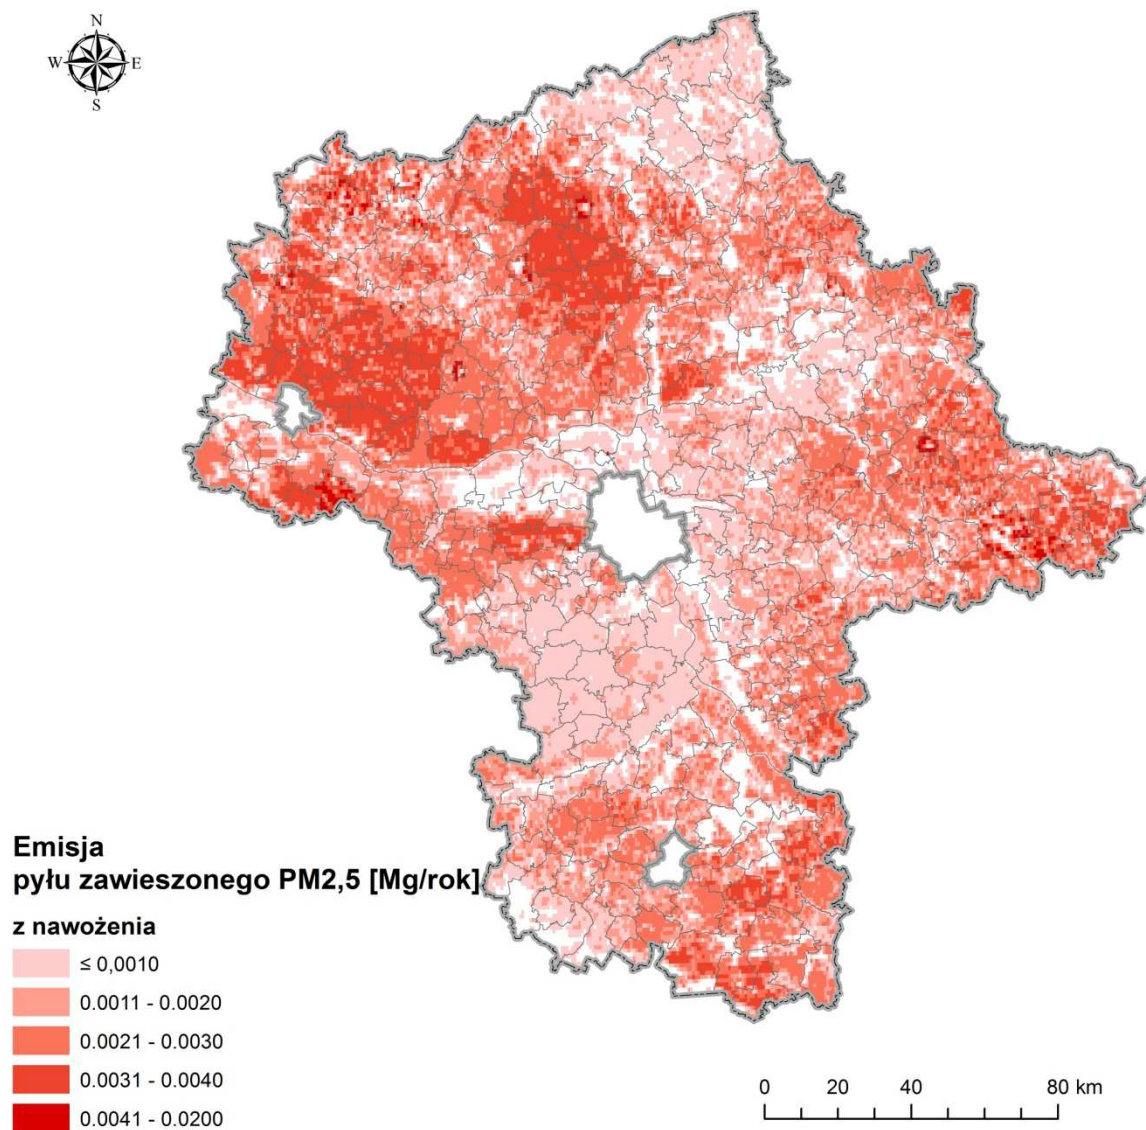 N
W E
S
Emisja
pyłu zawieszonego PM2,5 [Mg/rok]
z nawożenia
≤ 0,0010
0.0011 - 0.0020
0.0021 - 0.0030
0.0031 - 0.0040
0.0041 - 0.0200
0 20 40 80 km